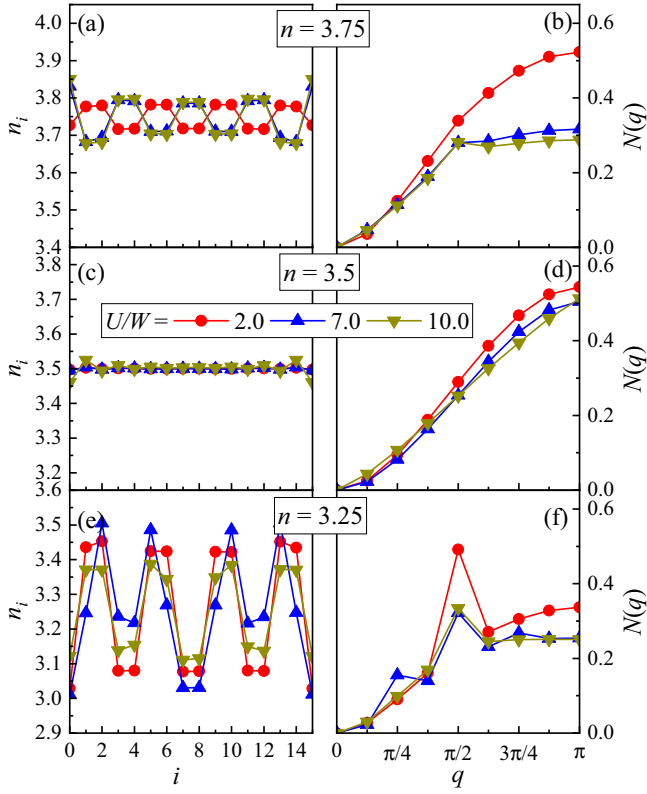 (a) n = 3.75 (b)
4.0
3.9
3.8
3.7
3.6
3.5
3.4
n_i
0.6
0.4
0.2
0.0
N(q)
(c) n = 3.5 (d)
U/W = 2.0 7.0 10.0
3.8
3.7
3.6
3.5
3.4
3.3
3.2
n_i
0.6
0.4
0.2
0.0
N(q)
(e) n = 3.25 (f)
3.6
3.5
3.4
3.3
3.2
3.1
3.0
2.9
n_i
0.6
0.4
0.2
0.0
N(q)
0 2 4 6 8 10 12 14
i
0 π/4 π/2 3π/4 π
q